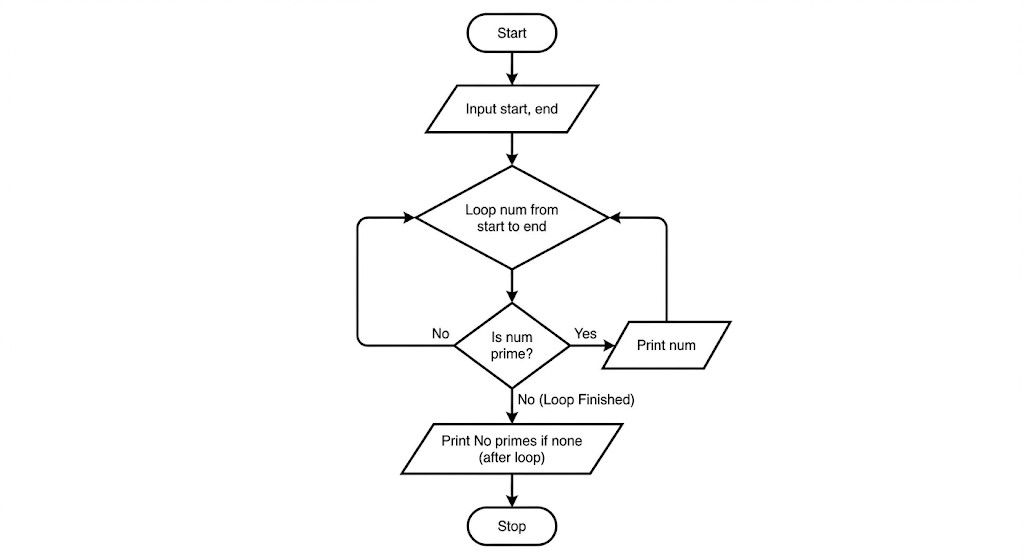 Start
Input start, end
Loop num from
start to end
Is num
prime?
No
Yes
Print num
No (Loop Finished)
Print No primes if none
(after loop)
Stop